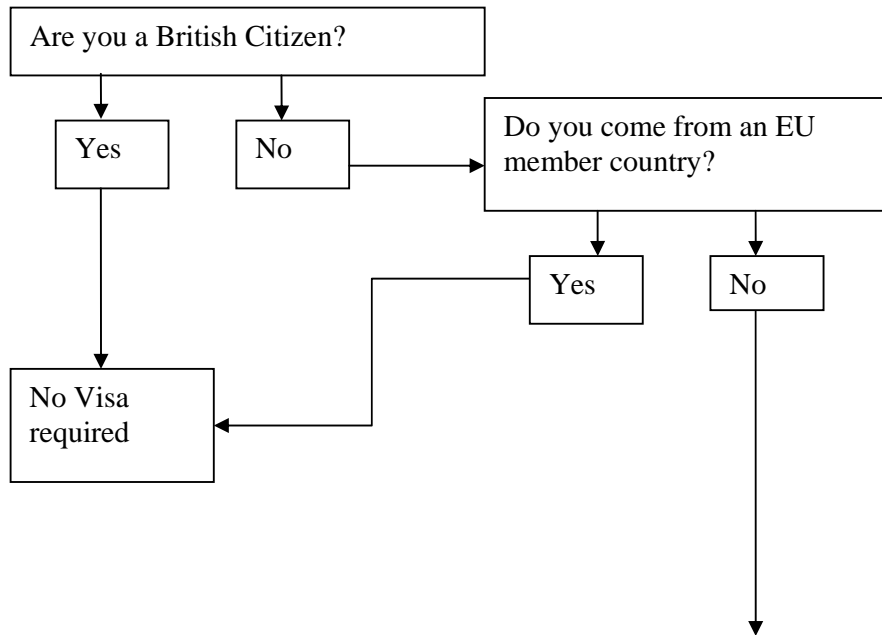 Are you a British Citizen?
Yes
No
Do you come from an EU
member country?
Yes
No
No Visa
required